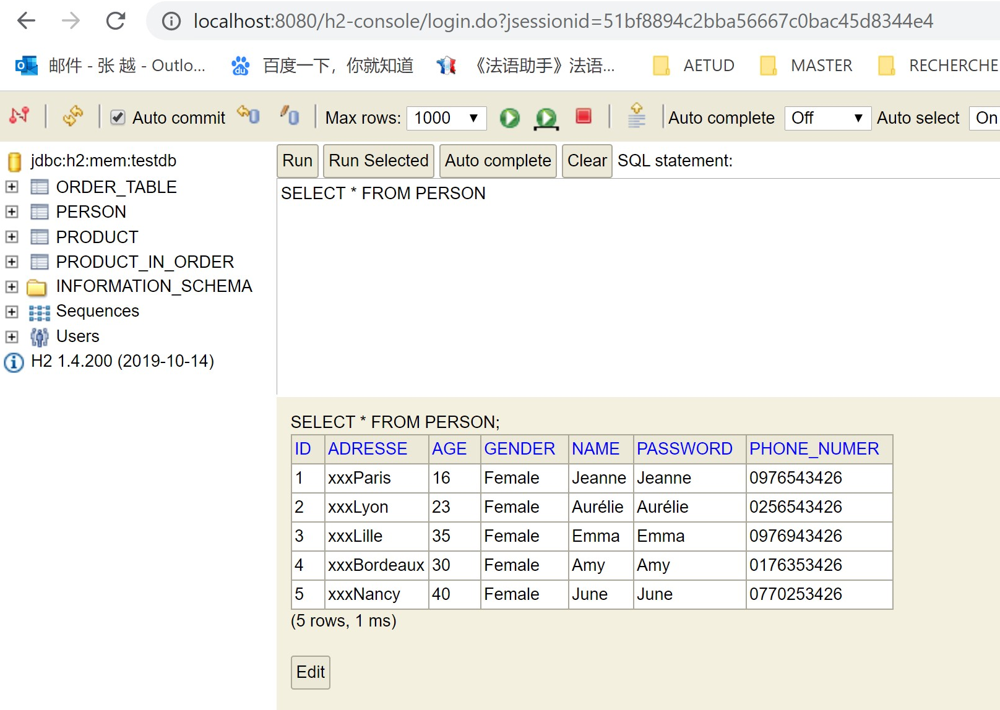 localhost:8080/h2-console/login.do?jsessionid=51bf8894c2bba56667c0bac45d8344e4
邮件 - 张 越 - Outlo... 百度一下，你就知道 《法语助手》法语... AETUD MASTER RECHERCHE
Auto commit Max rows: 1000 Auto complete Off Auto select On
jdbc:h2:mem:testdb
ORDER_TABLE
PERSON
PRODUCT
PRODUCT_IN_ORDER
INFORMATION_SCHEMA
Sequences
Users
H2 1.4.200 (2019-10-14)
Run Run Selected Auto complete Clear SQL statement:
SELECT * FROM PERSON
SELECT * FROM PERSON;
ID ADRESSE AGE GENDER NAME PASSWORD PHONE_NUMER
1 xxxParis 16 Female Jeanne Jeanne 0976543426
2 xxxLyon 23 Female Aurélie Aurélie 0256543426
3 xxxLille 35 Female Emma Emma 0976943426
4 xxxBordeaux 30 Female Amy Amy 0176353426
5 xxxNancy 40 Female June June 0770253426
(5 rows, 1 ms)
Edit